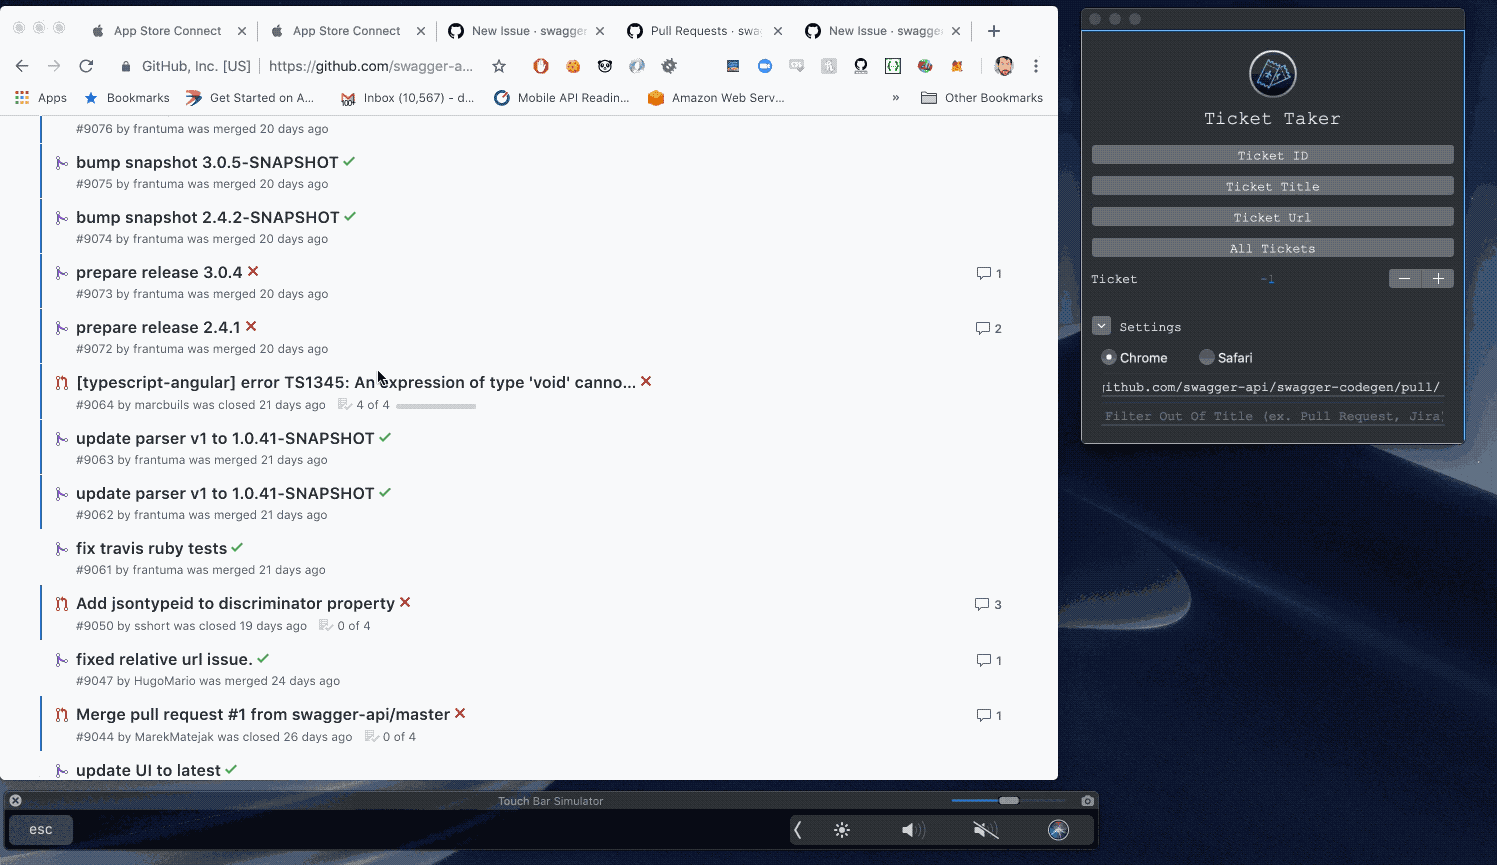 App Store Connect
App Store Connect
New Issue · swagger
Pull Requests · swag
New Issue · swagge
GitHub, Inc. [US]
https://github.com/swagger-a...
Apps
Bookmarks
Get Started on A...
Inbox (10,567) - d...
Mobile API Readin...
Amazon Web Serv...
»
Other Bookmarks
#9076 by frantuma was merged 20 days ago
bump snapshot 3.0.5-SNAPSHOT
#9075 by frantuma was merged 20 days ago
bump snapshot 2.4.2-SNAPSHOT
#9074 by frantuma was merged 20 days ago
prepare release 3.0.4
1
#9073 by frantuma was merged 20 days ago
prepare release 2.4.1
2
#9072 by frantuma was merged 20 days ago
[typescript-angular] error TS1345: An expression of type 'void' canno...
#9064 by marcbuils was closed 21 days ago 4 of 4
update parser v1 to 1.0.41-SNAPSHOT
#9063 by frantuma was merged 21 days ago
update parser v1 to 1.0.41-SNAPSHOT
#9062 by frantuma was merged 21 days ago
fix travis ruby tests
#9061 by frantuma was merged 21 days ago
Add jsontypeid to discriminator property
3
#9050 by sshort was closed 19 days ago 0 of 4
fixed relative url issue.
1
#9047 by HugoMario was merged 24 days ago
Merge pull request #1 from swagger-api/master
1
#9044 by MarekMatejak was closed 26 days ago 0 of 4
update UI to latest
Ticket Taker
Ticket ID
Ticket Title
Ticket Url
All Tickets
Ticket
-1
Settings
Chrome
Safari
ithub.com/swagger-api/swagger-codegen/pull/
Filter Out Of Title (ex. Pull Request, Jira
Touch Bar Simulator
esc